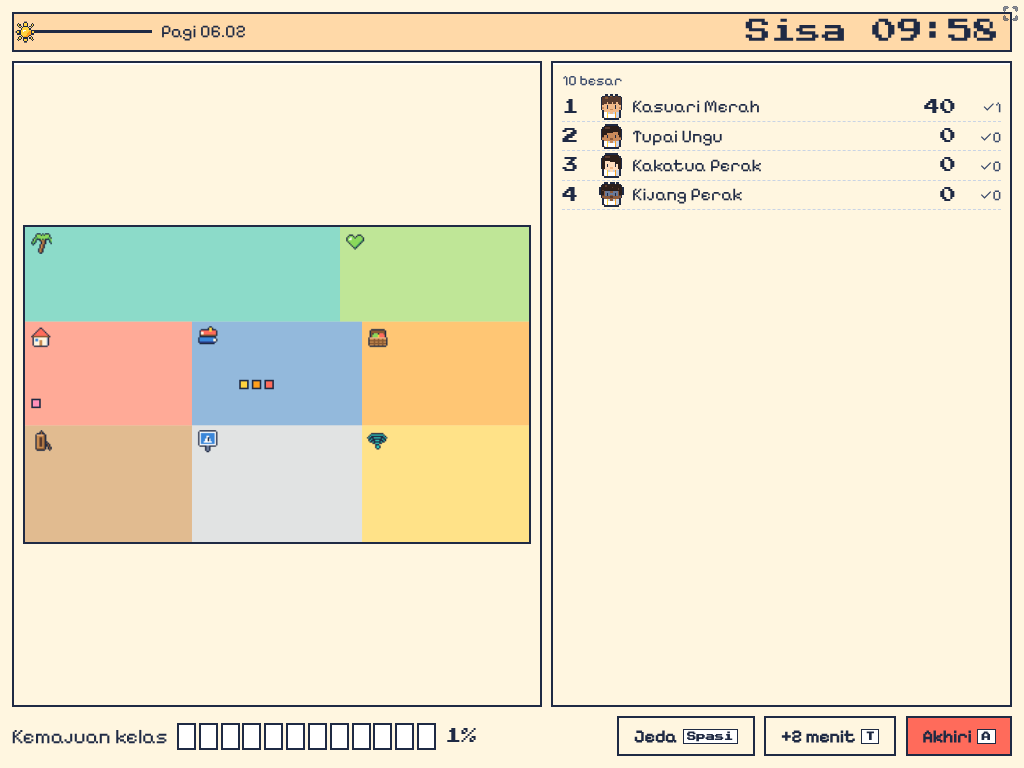 Pagi 06.02
Sisa 09:58
10 besar
1 Kasuari Merah 40 ✓1
2 Tupai Ungu 0 ✓0
3 Kakatua Perak 0 ✓0
4 Kijang Perak 0 ✓0
Kemajuan kelas 1%
Jeda Spasi
+2 menit T
Akhiri A